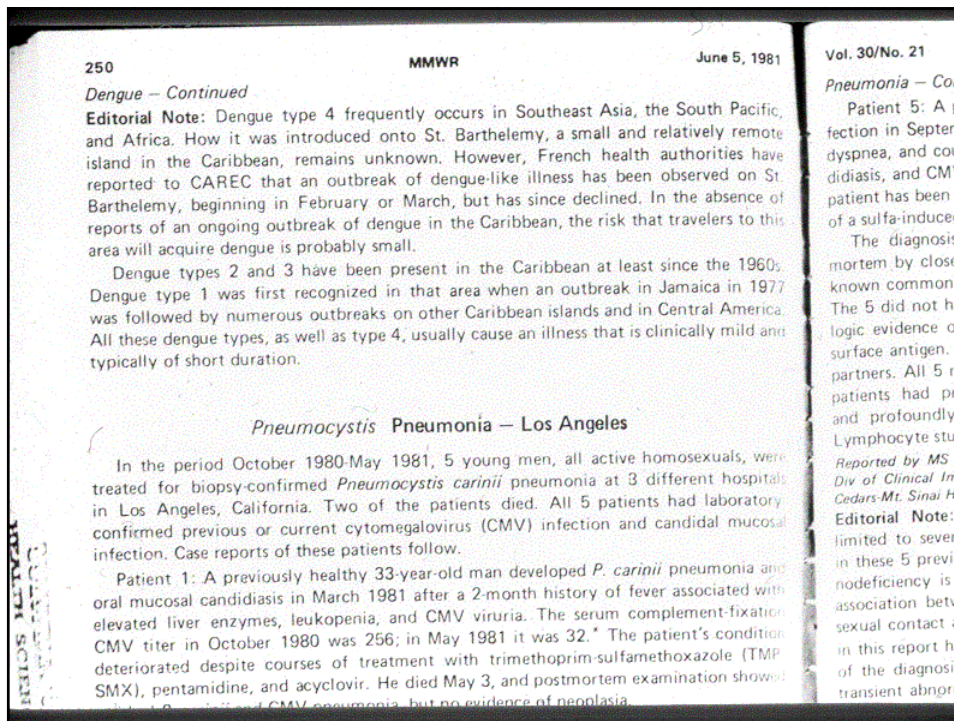 250 MMWR June 5, 1981
Dengue — Continued
Editorial Note: Dengue type 4 frequently occurs in Southeast Asia, the South Pacific,
and Africa. How it was introduced onto St. Barthelemy, a small and relatively remote
island in the Caribbean, remains unknown. However, French health authorities have
reported to CAREC that an outbreak of dengue-like illness has been observed on St.
Barthelemy, beginning in February or March, but has since declined. In the absence of
reports of an ongoing outbreak of dengue in the Caribbean, the risk that travelers to this
area will acquire dengue is probably small.
Dengue types 2 and 3 have been present in the Caribbean at least since the 1960s.
Dengue type 1 was first recognized in that area when an outbreak in Jamaica in 1977
was followed by numerous outbreaks on other Caribbean islands and in Central America.
All these dengue types, as well as type 4, usually cause an illness that is clinically mild and
typically of short duration.
Pneumocystis Pneumonia — Los Angeles
In the period October 1980-May 1981, 5 young men, all active homosexuals, were
treated for biopsy-confirmed Pneumocystis carinii pneumonia at 3 different hospitals
in Los Angeles, California. Two of the patients died. All 5 patients had laboratory-
confirmed previous or current cytomegalovirus (CMV) infection and candidal mucosal
infection. Case reports of these patients follow.
Patient 1: A previously healthy 33-year-old man developed P. carinii pneumonia and
oral mucosal candidiasis in March 1981 after a 2-month history of fever associated with
elevated liver enzymes, leukopenia, and CMV viruria. The serum complement-fixation
CMV titer in October 1980 was 256; in May 1981 it was 32.* The patient's condition
deteriorated despite courses of treatment with trimethoprim-sulfamethoxazole (TMP
SMX), pentamidine, and acyclovir. He died May 3, and postmortem examination showed
CMV pneumonia, but no evidence of neoplasia.
Vol. 30/No. 21
Pneumonia — Co
Patient 5: A
fection in Septe
dyspnea, and cou
didiasis, and CM
patient has been
of a sulfa-induce
The diagnosis
mortem by close
known common
The 5 did not h
logic evidence o
surface antigen.
partners. All 5
patients had p
and profoundly
Lymphocyte stu
Reported by MS
Div of Clinical Im
Cedars-Mt. Sinai H
Editorial Note:
limited to sever
in these 5 previ
nodeficiency is
association betw
sexual contact
in this report h
of the diagnosi
transient abnor
HEALTH SCIEN